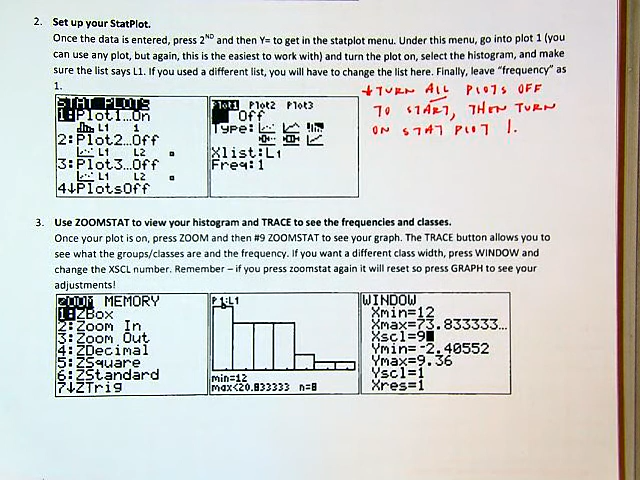 2. Set up your StatPlot.
Once the data is entered, press 2ND and then Y= to get in the statplot menu. Under this menu, go into plot 1 (you
can use any plot, but again, this is the easiest to work with) and turn the plot on, select the histogram, and make
sure the list says L1. If you used a different list, you will have to change the list here. Finally, leave "frequency" as
1.
STAT PLOTS
1:Plot1...On
L1 1
2:Plot2...Off
L1 L2
3:Plot3...Off
L1 L2
4↓PlotsOff
Plot1 Plot2 Plot3
On Off
Type:
Xlist:L1
Freq:1
↓ TURN ALL PLOTS OFF
TO START, THEN TURN
ON STAT PLOT 1.
3. Use ZOOMSTAT to view your histogram and TRACE to see the frequencies and classes.
Once your plot is on, press ZOOM and then #9 ZOOMSTAT to see your graph. The TRACE button allows you to
see what the groups/classes are and the frequency. If you want a different class width, press WINDOW and
change the XSCL number. Remember – if you press zoomstat again it will reset so press GRAPH to see your
adjustments!
ZOOM MEMORY
1:ZBox
2:Zoom In
3:Zoom Out
4:ZDecimal
5:ZSquare
6:ZStandard
7↓ZTrig
P1:L1
min=12
max<20.833333 n=8
WINDOW
Xmin=12
Xmax=73.833333...
Xscl=9
Ymin=-2.40552
Ymax=9.36
Yscl=1
Xres=1